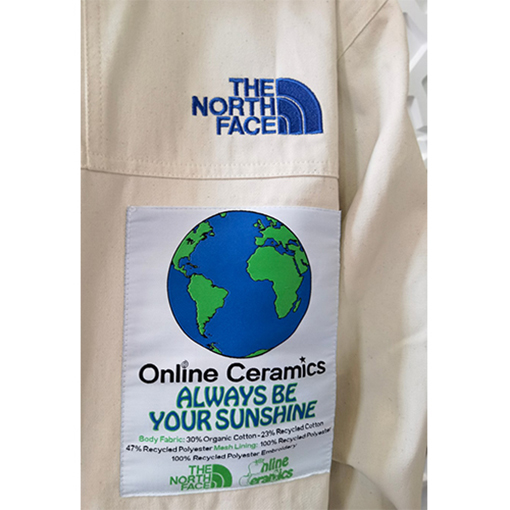 THE
NORTH
FACE
Online Ceramics
ALWAYS BE
YOUR SUNSHINE
Body Fabric: 30% Organic Cotton - 23% Recycled Cotton
47% Recycled Polyester Mesh Lining: 100% Recycled Polyester
100% Recycled Polyester Embroidery
THE
NORTH
FACE
Online
Ceramics